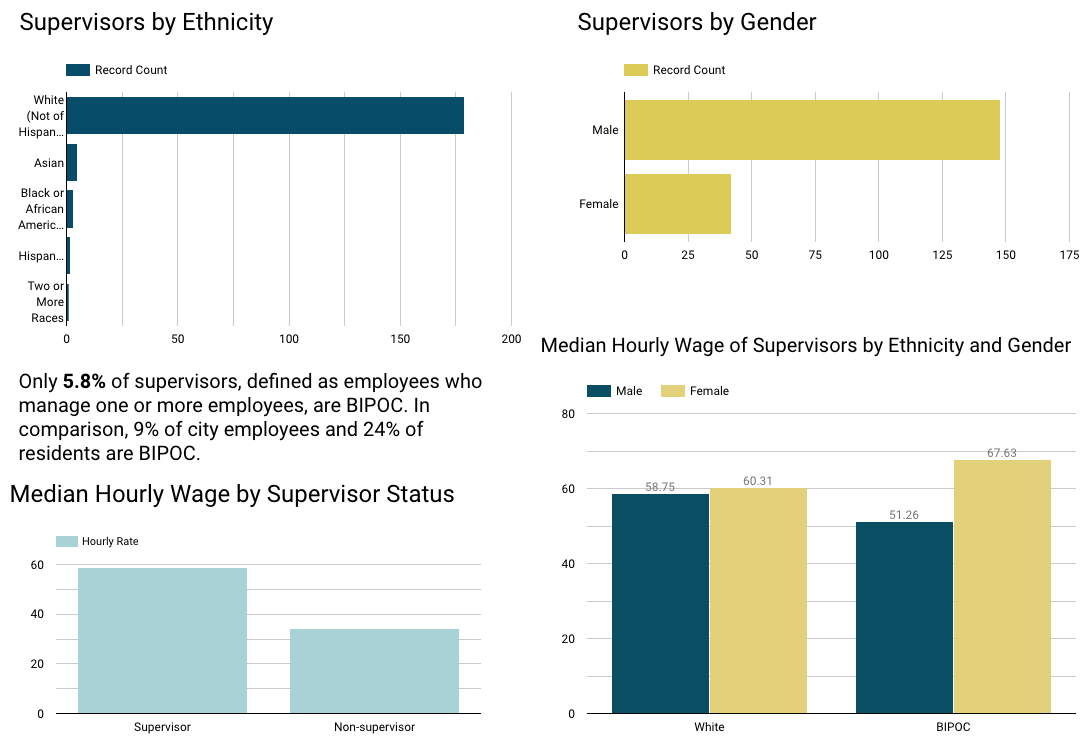 Supervisors by Ethnicity
Record Count
White
(Not of
Hispan...
Asian
Black or
African
Americ...
Hispan...
Two or
More
Races
0
50
100
150
200
Supervisors by Gender
Record Count
Male
Female
0
25
50
75
100
125
150
175
Only 5.8% of supervisors, defined as employees who
manage one or more employees, are BIPOC. In
comparison, 9% of city employees and 24% of
residents are BIPOC.
Median Hourly Wage by Supervisor Status
Hourly Rate
60
40
20
0
Supervisor
Non-supervisor
Median Hourly Wage of Supervisors by Ethnicity and Gender
Male
Female
80
60
40
20
0
58.75
60.31
51.26
67.63
White
BIPOC